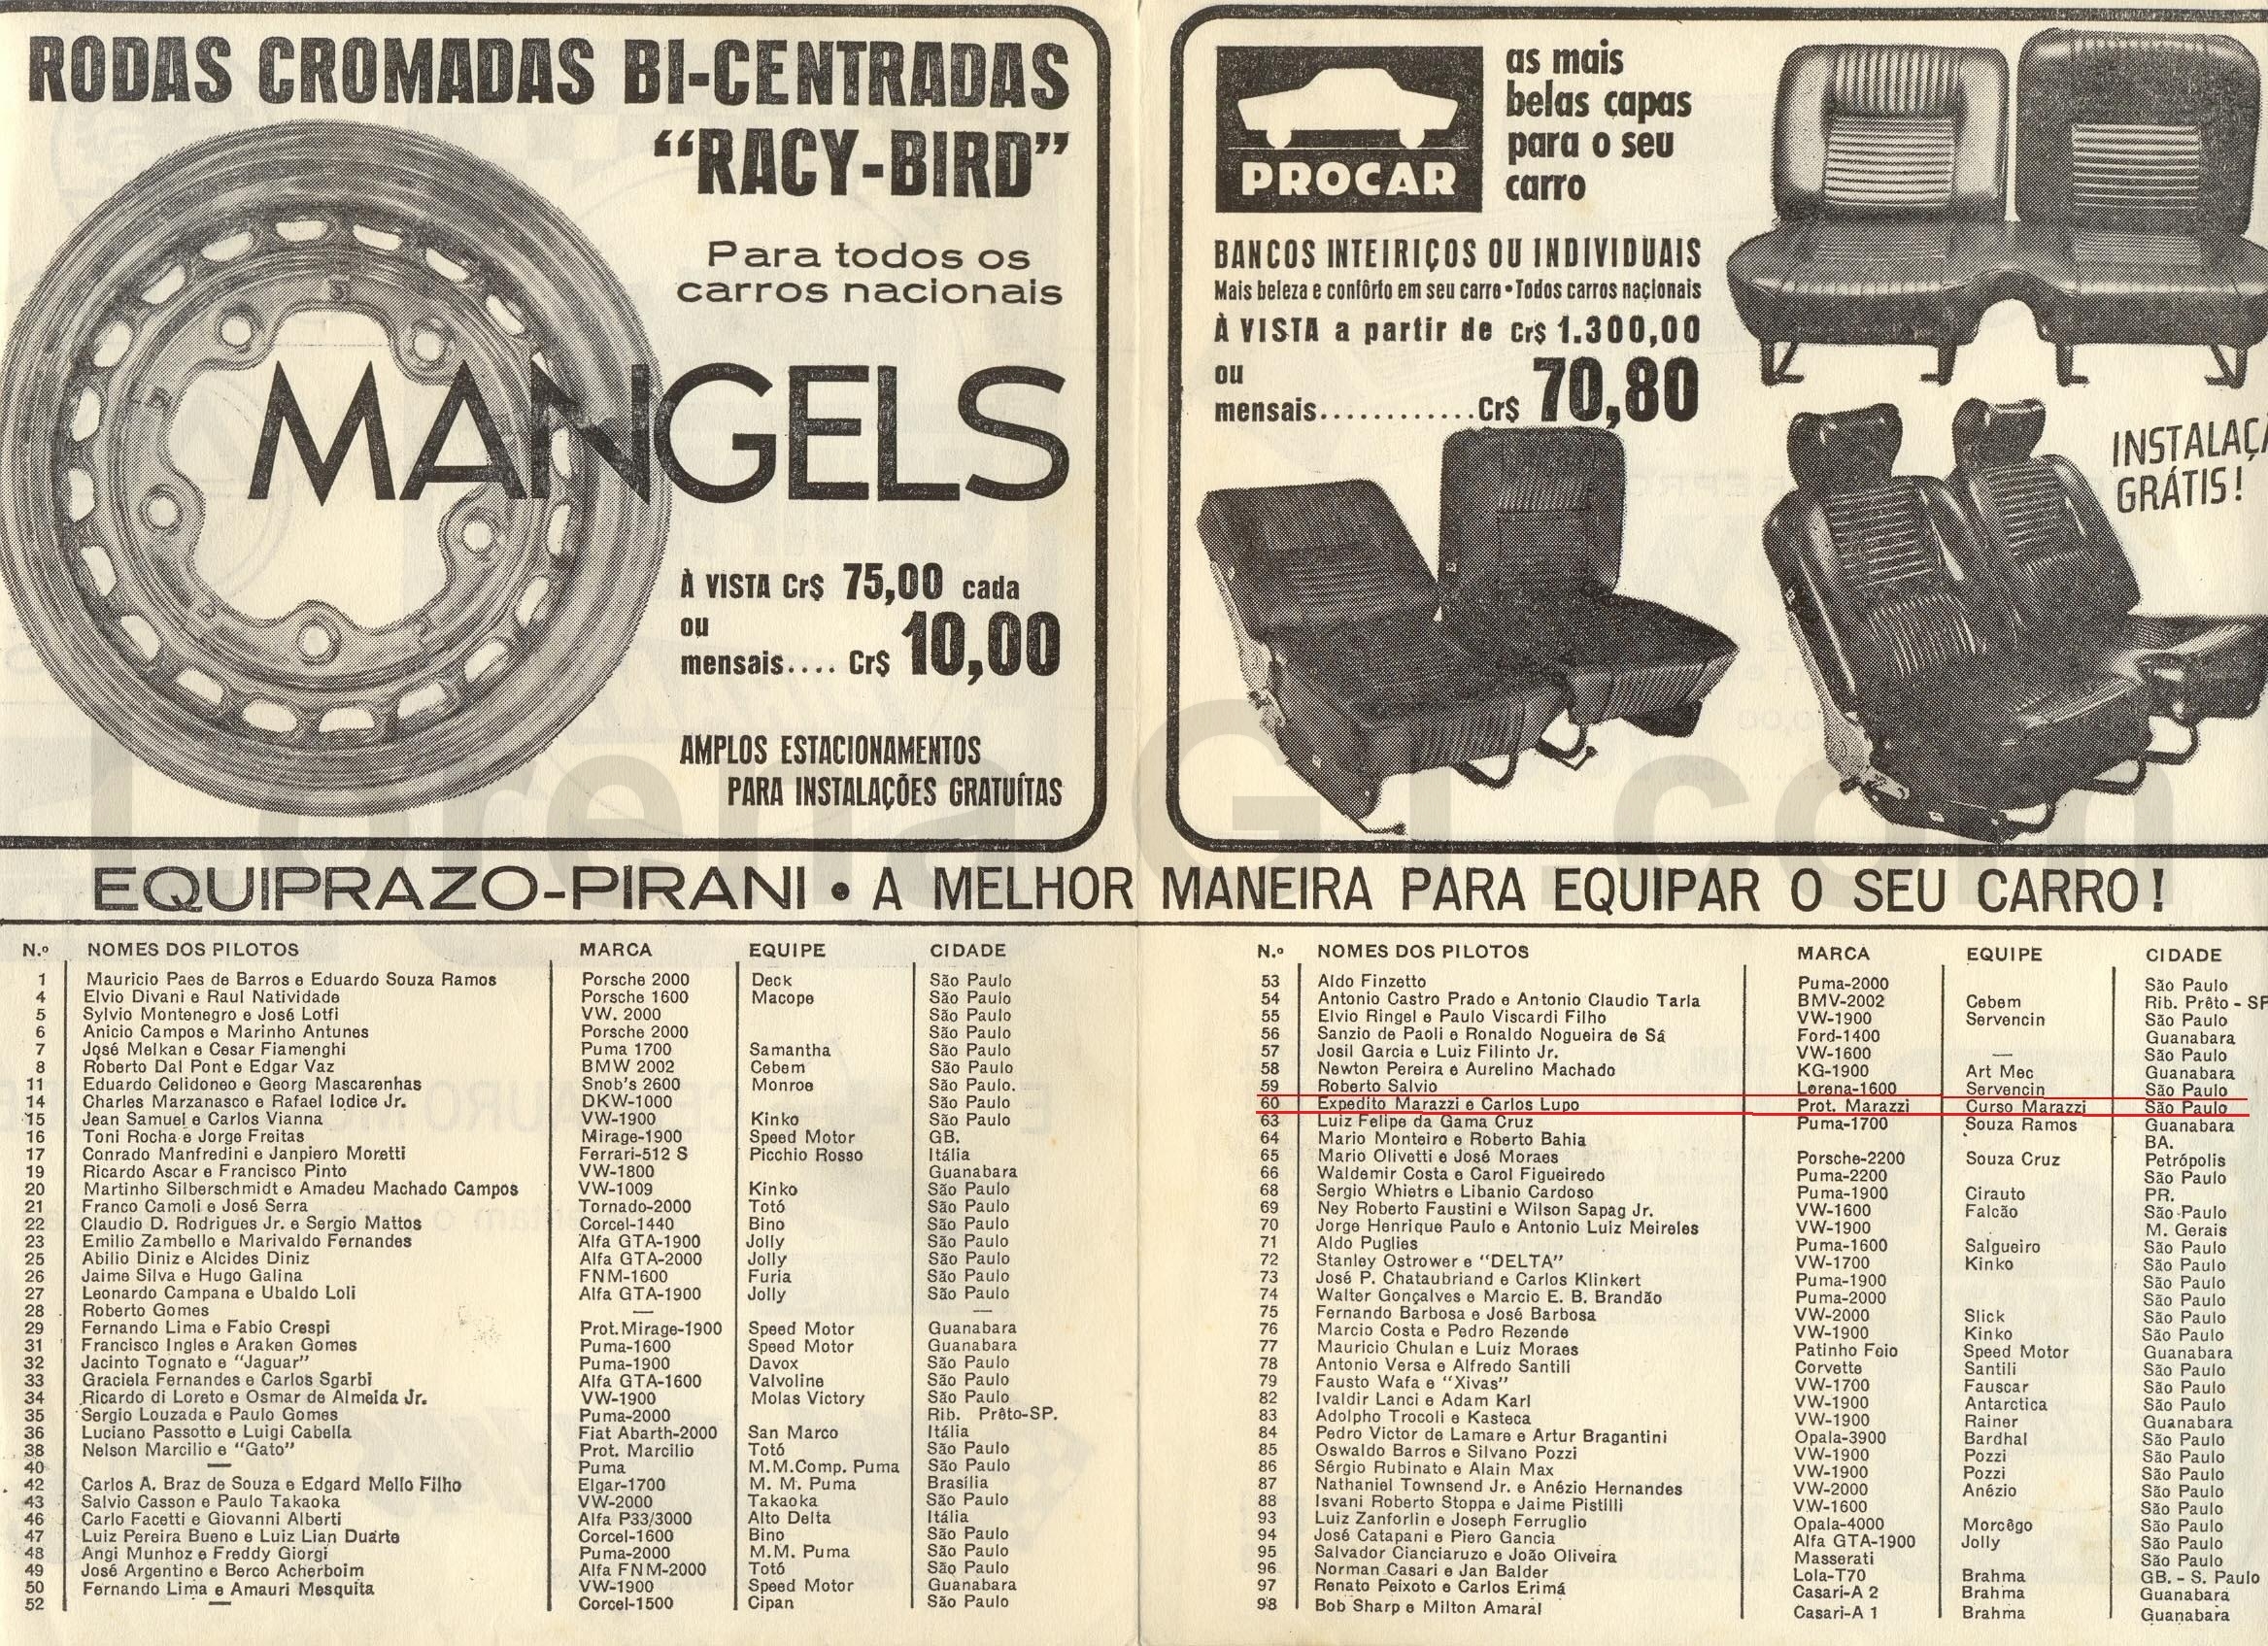 RODAS CROMADAS BI-CENTRADAS
“RACY-BIRD”
Para todos os
carros nacionais
MANGELS
À VISTA Cr$ 75,00 cada
ou
mensais.... Cr$ 10,00
AMPLOS ESTACIONAMENTOS
PARA INSTALAÇÕES GRATUÍTAS
PROCAR
as mais
belas capas
para o seu
carro
BANCOS INTEIRIÇOS OU INDIVIDUAIS
Mais beleza e confôrto em seu carro • Todos carros nacionais
À VISTA a partir de Cr$ 1.300,00
ou
mensais............Cr$ 70,80
INSTALAÇÃ
GRÁTIS!
Lorena GT.com
EQUIPRAZO-PIRANI • A MELHOR MANEIRA PARA EQUIPAR O SEU CARRO!
N.º NOMES DOS PILOTOS MARCA EQUIPE CIDADE
1 Mauricio Paes de Barros e Eduardo Souza Ramos Porsche 2000 Deck São Paulo
4 Elvio Divani e Raul Natividade Porsche 1600 Macope São Paulo
5 Sylvio Montenegro e José Lotfi VW. 2000 São Paulo
6 Anicio Campos e Marinho Antunes Porsche 2000 São Paulo
7 José Melkan e Cesar Fiamenghi Puma 1700 Samantha São Paulo
8 Roberto Dal Pont e Edgar Vaz BMW 2002 Cebem São Paulo
11 Eduardo Celidoneo e Georg Mascarenhas Snob's 2600 Monroe São Paulo.
14 Charles Marzanasco e Rafael Iodice Jr. DKW-1000 São Paulo
15 Jean Samuel e Carlos Vianna VW-1900 Kinko São Paulo
16 Toni Rocha e Jorge Freitas Mirage-1900 Speed Motor GB.
17 Conrado Manfredini e Janpiero Moretti Ferrari-512 S Picchio Rosso Itália
19 Ricardo Ascar e Francisco Pinto VW-1800 Guanabara
20 Martinho Silberschmidt e Amadeu Machado Campos VW-1009 Kinko São Paulo
21 Franco Camoli e José Serra Tornado-2000 Totó São Paulo
22 Claudio D. Rodrigues Jr. e Sergio Mattos Corcel-1440 Bino São Paulo
23 Emilio Zambello e Marivaldo Fernandes Alfa GTA-1900 Jolly São Paulo
25 Abilio Diniz e Alcides Diniz Alfa GTA-2000 Jolly São Paulo
26 Jaime Silva e Hugo Galina FNM-1600 Furia São Paulo
27 Leonardo Campana e Ubaldo Loli Alfa GTA-1900 Jolly São Paulo
28 Roberto Gomes — —
29 Fernando Lima e Fabio Crespi Prot.Mirage-1900 Speed Motor Guanabara
31 Francisco Ingles e Araken Gomes Puma-1600 Speed Motor Guanabara
32 Jacinto Tognato e “Jaguar” Puma-1900 Davox São Paulo
33 Graciela Fernandes e Carlos Sgarbi Alfa GTA-1600 Valvoline São Paulo
34 Ricardo di Loreto e Osmar de Almeida Jr. VW-1900 Molas Victory São Paulo
35 Sergio Louzada e Paulo Gomes Puma-2000 Rib. Prêto-SP.
36 Luciano Passotto e Luigi Cabella Fiat Abarth-2000 San Marco Itália
38 Nelson Marcilio e “Gato” Prot. Marcilio Totó São Paulo
40 — Puma M.M.Comp. Puma São Paulo
42 Carlos A. Braz de Souza e Edgard Mello Filho Elgar-1700 M. M. Puma Brasília
43 Salvio Casson e Paulo Takaoka VW-2000 Takaoka São Paulo
46 Carlo Facetti e Giovanni Alberti Alfa P33/3000 Alto Delta Itália
47 Luiz Pereira Bueno e Luiz Lian Duarte Corcel-1600 Bino São Paulo
48 Angi Munhoz e Freddy Giorgi Puma-2000 M.M. Puma São Paulo
49 José Argentino e Berco Acherboim Alfa FNM-2000 Totó São Paulo
50 Fernando Lima e Amauri Mesquita VW-1900 Speed Motor Guanabara
52 — Corcel-1500 Cipan São Paulo
N.º NOMES DOS PILOTOS MARCA EQUIPE CIDADE
53 Aldo Finzetto Puma-2000 São Paulo
54 Antonio Castro Prado e Antonio Claudio Tarla BMV-2002 Cebem Rib. Prêto - SP
55 Elvio Ringel e Paulo Viscardi Filho VW-1900 Servencin São Paulo
56 Sanzio de Paoli e Ronaldo Nogueira de Sá Ford-1400 Guanabara
57 Josil Garcia e Luiz Filinto Jr. VW-1600 — São Paulo
58 Newton Pereira e Aurelino Machado KG-1900 Art Mec Guanabara
59 Roberto Salvio Lorena-1600 Servencin São Paulo
60 Expedito Marazzi e Carlos Lupo Prot. Marazzi Curso Marazzi São Paulo
63 Luiz Felipe da Gama Cruz Puma-1700 Souza Ramos Guanabara
64 Mario Monteiro e Roberto Bahia BA.
65 Mario Olivetti e José Moraes Porsche-2200 Souza Cruz Petrópolis
66 Waldemir Costa e Carol Figueiredo Puma-2200 São Paulo
68 Sergio Whietrs e Libanio Cardoso Puma-1900 Cirauto PR.
69 Ney Roberto Faustini e Wilson Sapag Jr. VW-1600 Falcão São Paulo
70 Jorge Henrique Paulo e Antonio Luiz Meireles VW-1900 M. Gerais
71 Aldo Puglies Puma-1600 Salgueiro São Paulo
72 Stanley Ostrower e “DELTA” VW-1700 Kinko São Paulo
73 José P. Chataubriand e Carlos Klinkert Puma-1900 São Paulo
74 Walter Gonçalves e Marcio E. B. Brandão Puma-2000 São Paulo
75 Fernando Barbosa e José Barbosa VW-2000 Slick São Paulo
76 Marcio Costa e Pedro Rezende VW-1900 Kinko São Paulo
77 Mauricio Chulan e Luiz Moraes Patinho Feio Speed Motor Guanabara
78 Antonio Versa e Alfredo Santili Corvette Santili São Paulo
79 Fausto Wafa e “Xivas” VW-1700 Fauscar São Paulo
82 Ivaldir Lanci e Adam Karl VW-1900 Antarctica São Paulo
83 Adolpho Trocoli e Kasteca VW-1900 Rainer Guanabara
84 Pedro Victor de Lamare e Artur Bragantini Opala-3900 Bardhal São Paulo
85 Oswaldo Barros e Silvano Pozzi VW-1900 Pozzi São Paulo
86 Sérgio Rubinato e Alain Max VW-1900 Pozzi São Paulo
87 Nathaniel Townsend Jr. e Anézio Hernandes VW-2000 Anézio São Paulo
88 Isvani Roberto Stoppa e Jaime Pistilli VW-1600 São Paulo
93 Luiz Zanforlin e Joseph Ferruglio Opala-4000 Morcêgo São Paulo
94 José Catapani e Piero Gancia Alfa GTA-1900 Jolly São Paulo
95 Salvador Cianciaruzo e João Oliveira Masserati São Paulo
96 Norman Casari e Jan Balder Lola-T70 Brahma GB. - S. Paulo
97 Renato Peixoto e Carlos Erimá Casari-A 2 Brahma Guanabara
98 Bob Sharp e Milton Amaral Casari-A 1 Brahma Guanabara